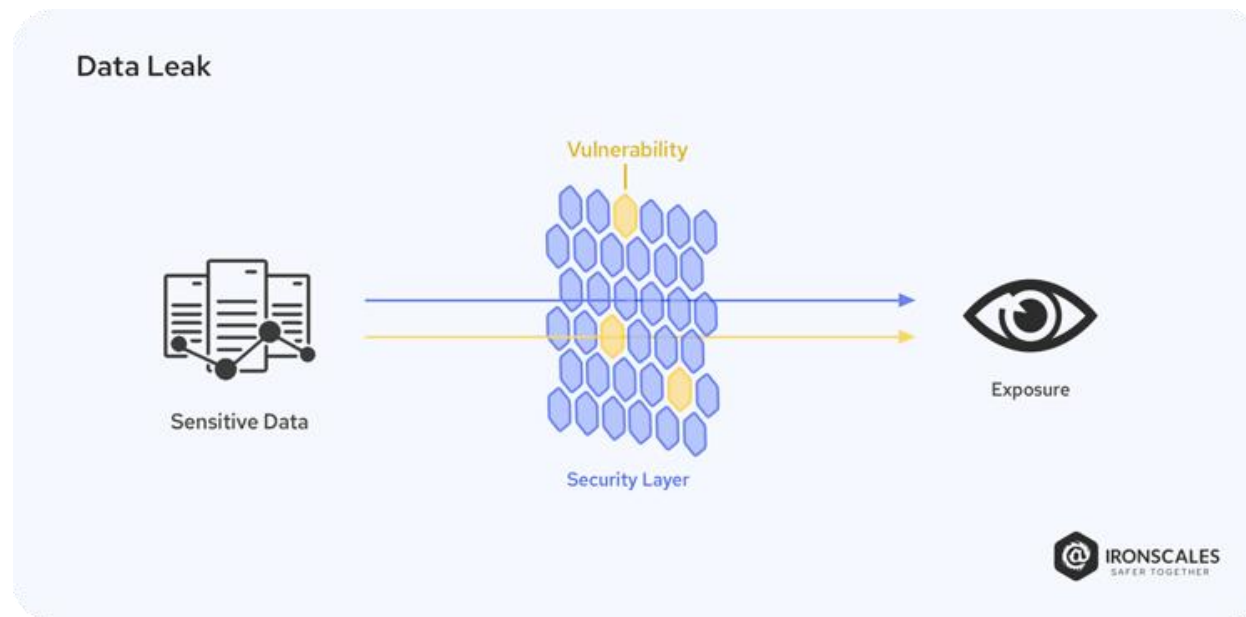 Data Leak
Vulnerability
Sensitive Data
Exposure
Security Layer
IRONSCALES
SAFER TOGETHER